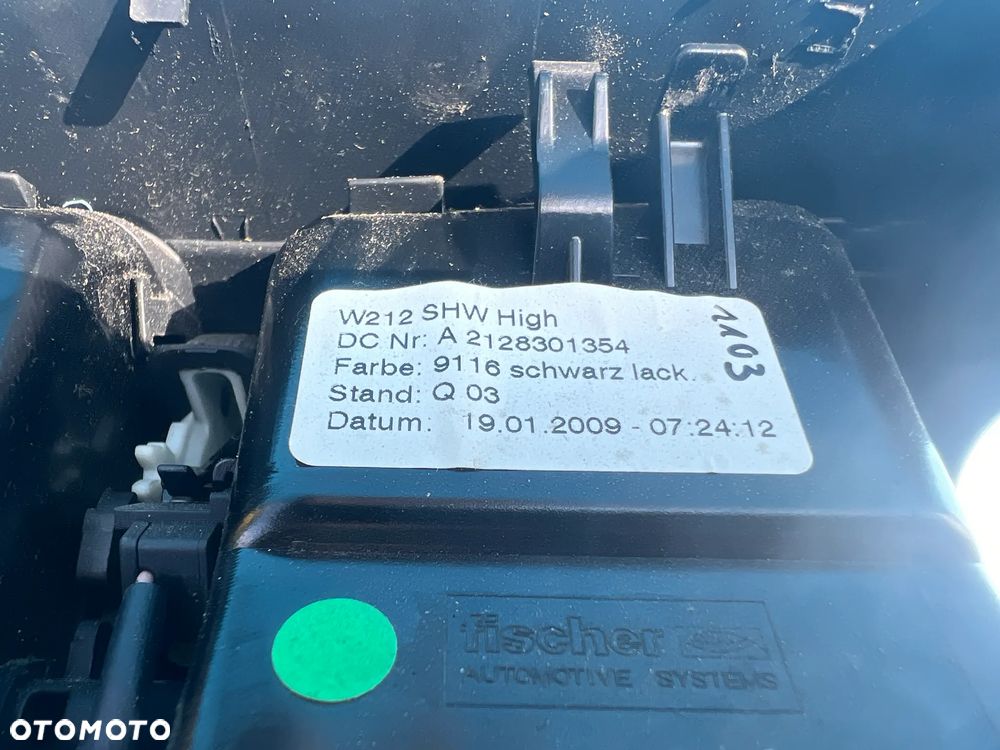 W212 SHW High
DC Nr: A 2128301354
Farbe: 9116 schwarz lack.
Stand: Q 03
Datum: 19.01.2009 - 07:24:12
1103
fischer
AUTOMOTIVE SYSTEMS
OTOMOTO